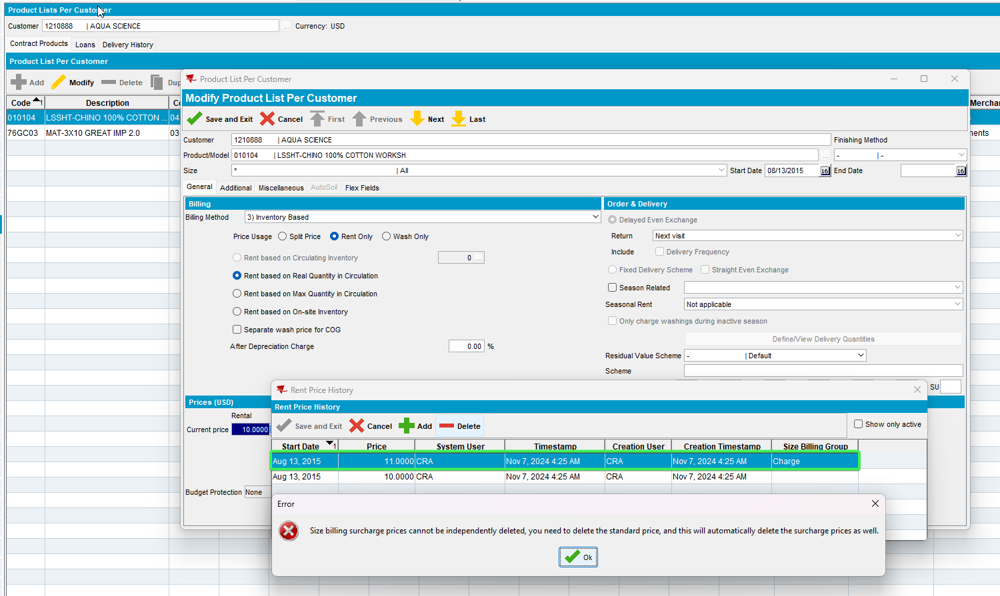 Product Lists Per Customer
Customer 1210888 | AQUA SCIENCE ... Currency: USD
Contract Products Loans Delivery History
Product List Per Customer
Add Modify Delete Dup
Code 1 Description Co Merchan
010104 LSSHT-CHINO 100% COTTON ... 04
76GC03 MAT-3X10 GREAT IMP 2.0 03 nents
Product List Per Customer
Modify Product List Per Customer
Save and Exit Cancel First Previous Next Last
Customer 1210888 | AQUA SCIENCE Finishing Method
Product/Model 010104 | LSSHT-CHINO 100% COTTON WORKSH ... - | -
Size * | All Start Date 08/13/2015 16 End Date 16
General Additional Miscellaneous AutoSoil Flex Fields
Billing
Billing Method 3) Inventory Based
Price Usage Split Price Rent Only Wash Only
Rent based on Circulating Inventory 0 ...
Rent based on Real Quantity in Circulation
Rent based on Max Quantity in Circulation
Rent based on On-site Inventory
Separate wash price for COG
After Depreciation Charge 0.00 %
Order & Delivery
Delayed Even Exchange
Return Next visit
Include Delivery Frequency
Fixed Delivery Scheme Straight Even Exchange
Season Related
Seasonal Rent Not applicable
Only charge washings during inactive season
Define/View Delivery Quantities
Residual Value Scheme - | Default
Scheme
SU
Prices (USD)
Rental
Current price 10.0000
Budget Protection None
Rent Price History
Rent Price History
Save and Exit Cancel Add Delete Show only active
Start Date 1 Price System User Timestamp Creation User Creation Timestamp Size Billing Group
Aug 13, 2015 11.0000 CRA Nov 7, 2024 4:25 AM CRA Nov 7, 2024 4:25 AM Charge
Aug 13, 2015 10.0000 CRA Nov 7, 2024 4:25 AM CRA Nov 7, 2024 4:25 AM
Error
Size billing surcharge prices cannot be independently deleted, you need to delete the standard price, and this will automatically delete the surcharge prices as well.
Ok